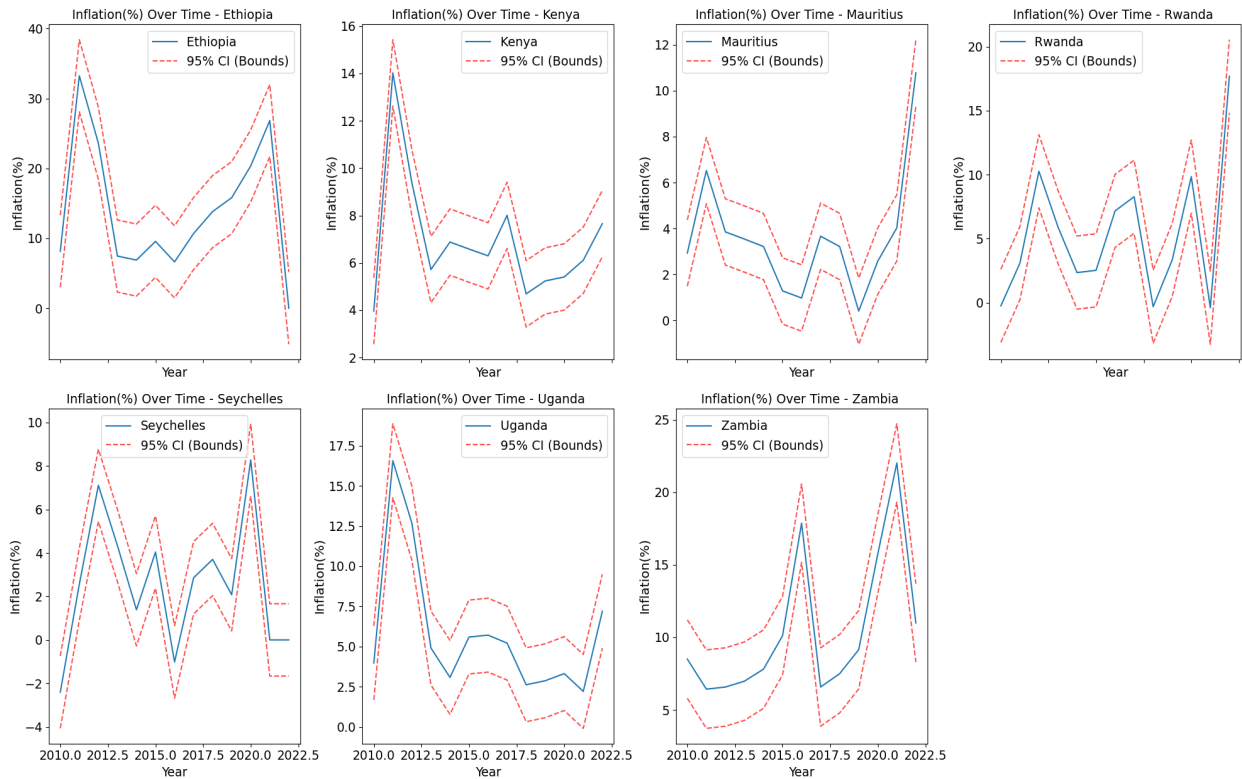 Inflation(%) Over Time - Ethiopia
Ethiopia
95% CI (Bounds)
40
30
20
10
0
Inflation(%)
Year
Inflation(%) Over Time - Kenya
Kenya
95% CI (Bounds)
16
14
12
10
8
6
4
2
Inflation(%)
Year
Inflation(%) Over Time - Mauritius
Mauritius
95% CI (Bounds)
12
10
8
6
4
2
0
Inflation(%)
Year
Inflation(%) Over Time - Rwanda
Rwanda
95% CI (Bounds)
20
15
10
5
0
Inflation(%)
Year
Inflation(%) Over Time - Seychelles
Seychelles
95% CI (Bounds)
10
8
6
4
2
0
−2
−4
Inflation(%)
2010.0 2012.5 2015.0 2017.5 2020.0 2022.5
Year
Inflation(%) Over Time - Uganda
Uganda
95% CI (Bounds)
17.5
15.0
12.5
10.0
7.5
5.0
2.5
0.0
Inflation(%)
2010.0 2012.5 2015.0 2017.5 2020.0 2022.5
Year
Inflation(%) Over Time - Zambia
Zambia
95% CI (Bounds)
25
20
15
10
5
Inflation(%)
2010.0 2012.5 2015.0 2017.5 2020.0 2022.5
Year